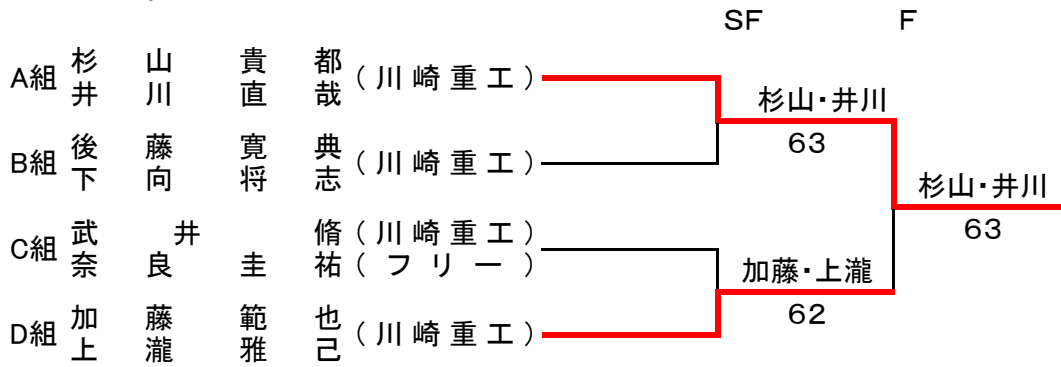 SF F
A組 杉山貴都 (川崎重工)
井川直哉
杉山・井川
63
B組 後藤寛典 (川崎重工)
下向将志
杉山・井川
63
C組 武井脩 (川崎重工)
奈良圭祐 (フリー)
加藤・上瀧
62
D組 加藤範也 (川崎重工)
上瀧雅己